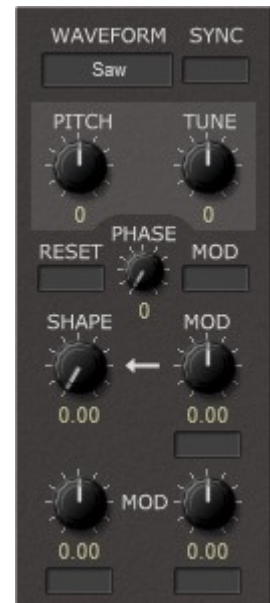 WAVEFORM SYNC
Saw
PITCH TUNE
0 0
PHASE
RESET MOD
0
SHAPE MOD
0.00 0.00
MOD
0.00 0.00